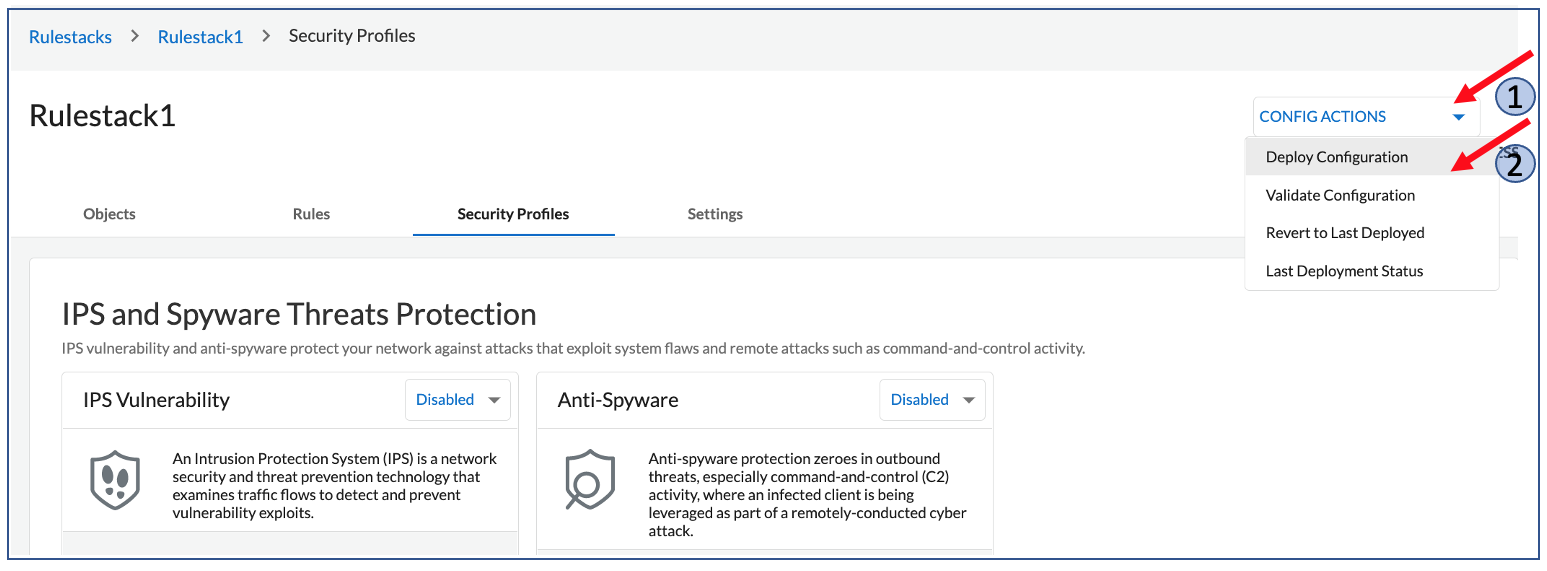 Rulestacks > Rulestack1 > Security Profiles
Rulestack1
1
CONFIG ACTIONS
2
Deploy Configuration
Validate Configuration
Revert to Last Deployed
Last Deployment Status
Objects Rules Security Profiles Settings
IPS and Spyware Threats Protection
IPS vulnerability and anti-spyware protect your network against attacks that exploit system flaws and remote attacks such as command-and-control activity.
IPS Vulnerability Disabled
An Intrusion Protection System (IPS) is a network
security and threat prevention technology that
examines traffic flows to detect and prevent
vulnerability exploits.
Anti-Spyware Disabled
Anti-spyware protection zeroes in outbound
threats, especially command-and-control (C2)
activity, where an infected client is being
leveraged as part of a remotely-conducted cyber
attack.